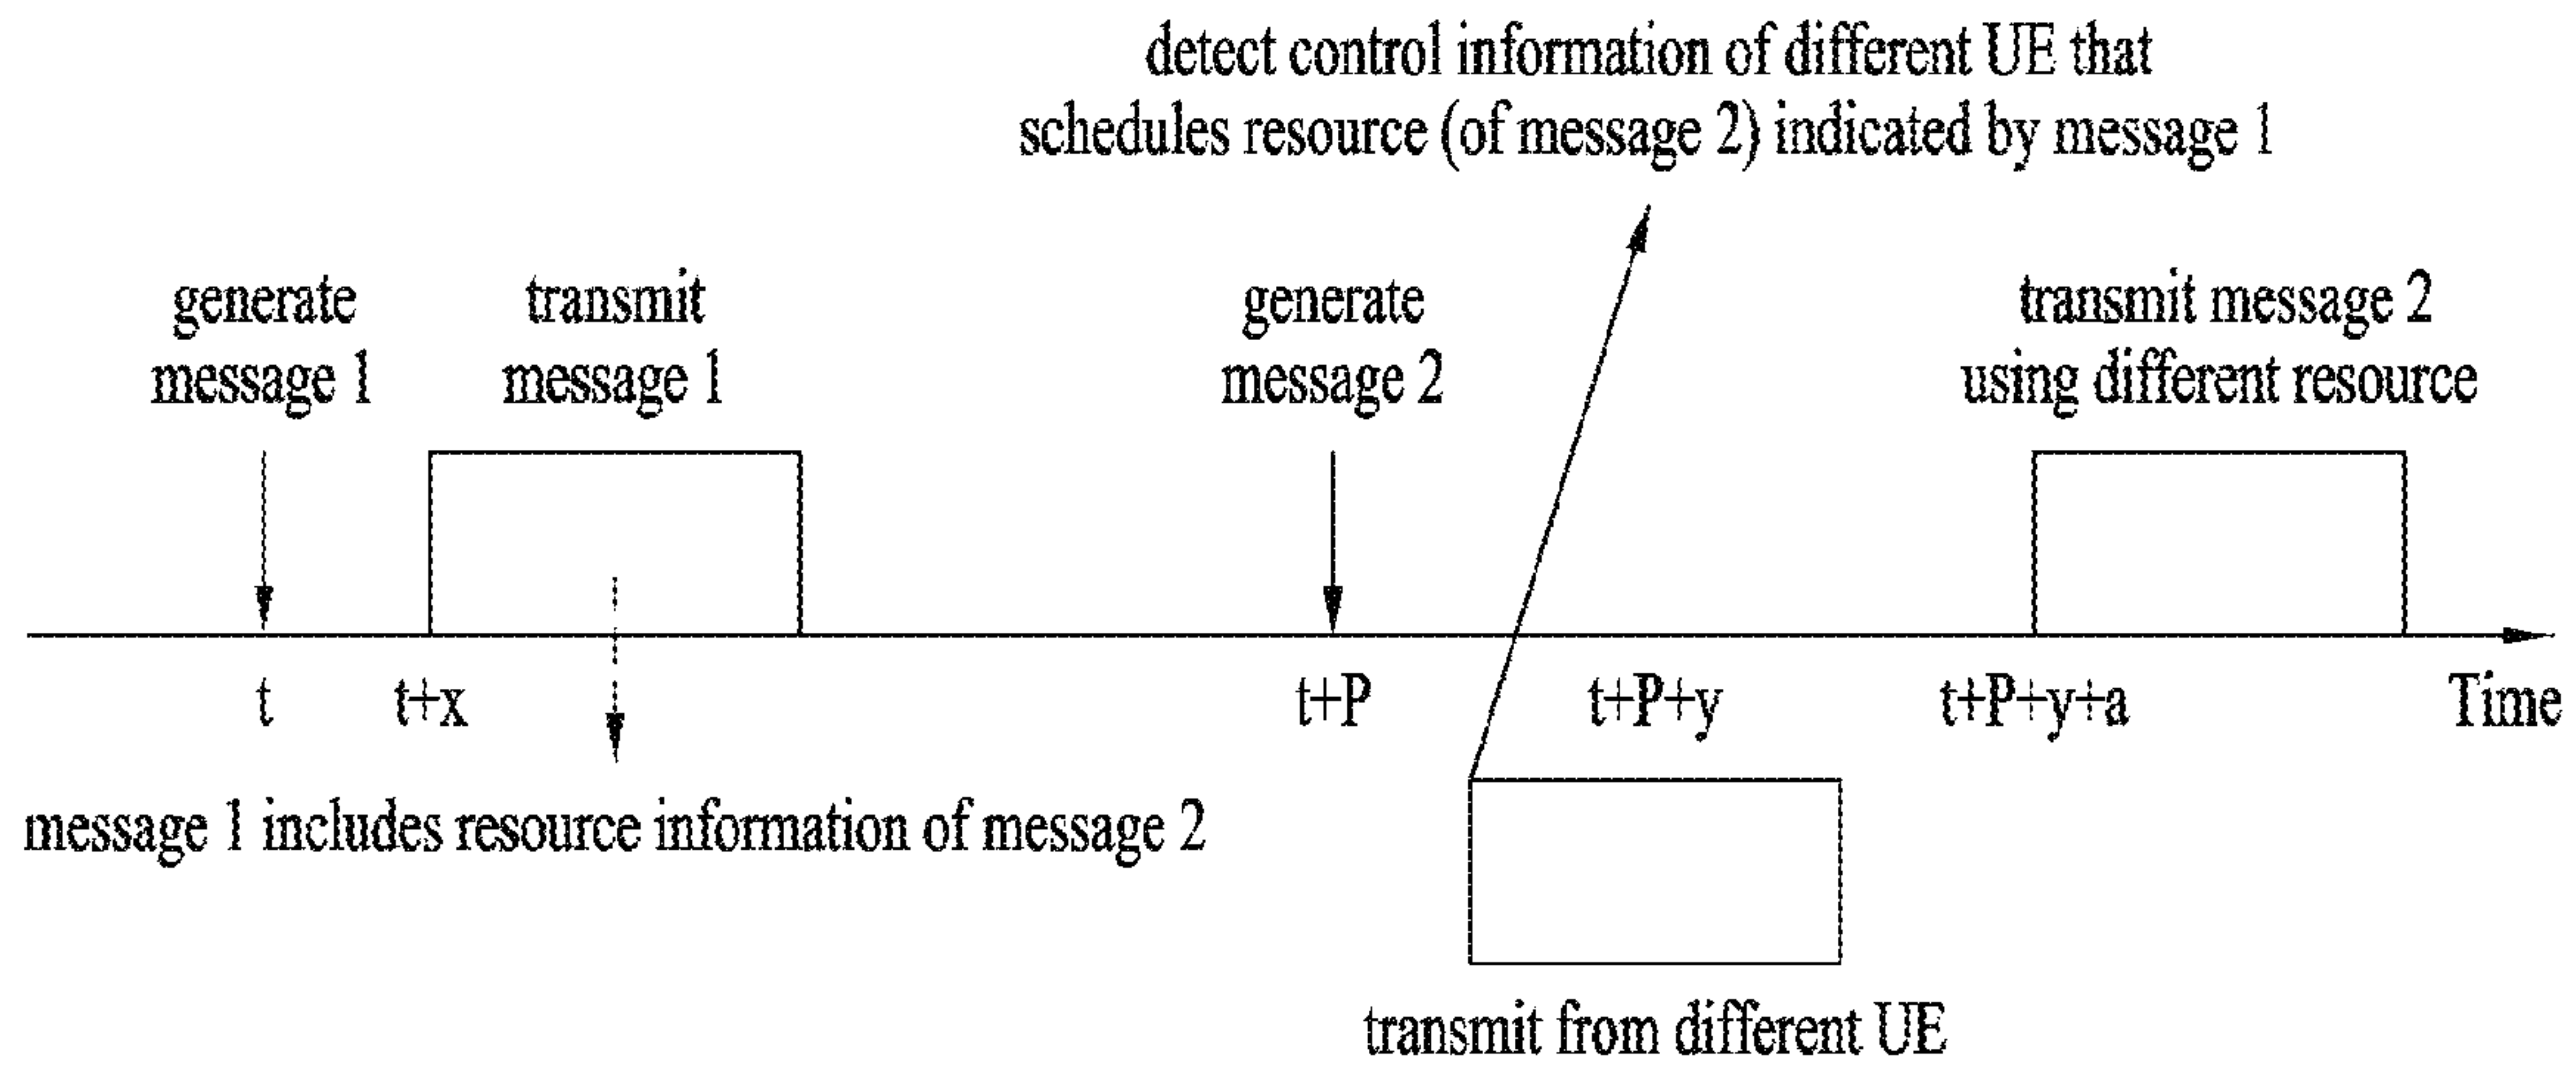 detect control information of different UE that
schedules resource (of message 2) indicated by message 1
generate
message 1
transmit
message 1
generate
message 2
transmit message 2
using different resource
t
t+x
t+P
t+P+y
t+P+y+a
Time
message 1 includes resource information of message 2
transmit from different UE